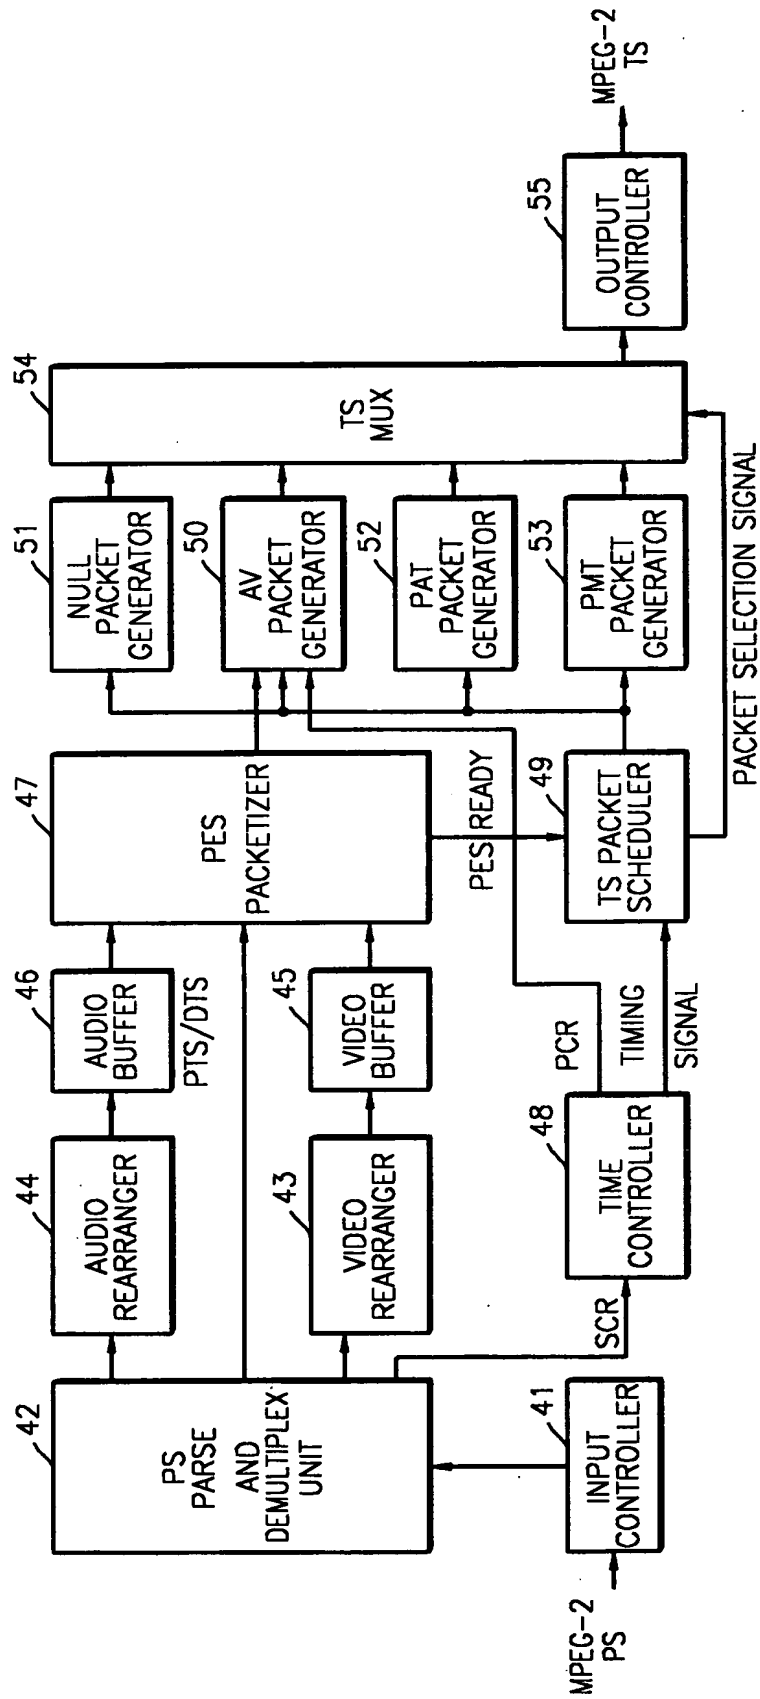 MPEG-2
PS
41
INPUT
CONTROLLER
42
PS
PARSE
AND
DEMULTIPLEX
UNIT
44
AUDIO
REARRANGER
43
VIDEO
REARRANGER
SCR
48
TIME
CONTROLLER
46
AUDIO
BUFFER
PTS/DTS
45
VIDEO
BUFFER
PCR
TIMING
SIGNAL
47
PES
PACKETIZER
PES READY
49
TS PACKET
SCHEDULER
51
NULL
PACKET
GENERATOR
50
AV
PACKET
GENERATOR
52
PAT
PACKET
GENERATOR
53
PMT
PACKET
GENERATOR
PACKET SELECTION SIGNAL
54
TS
MUX
55
OUTPUT
CONTROLLER
MPEG-2
TS